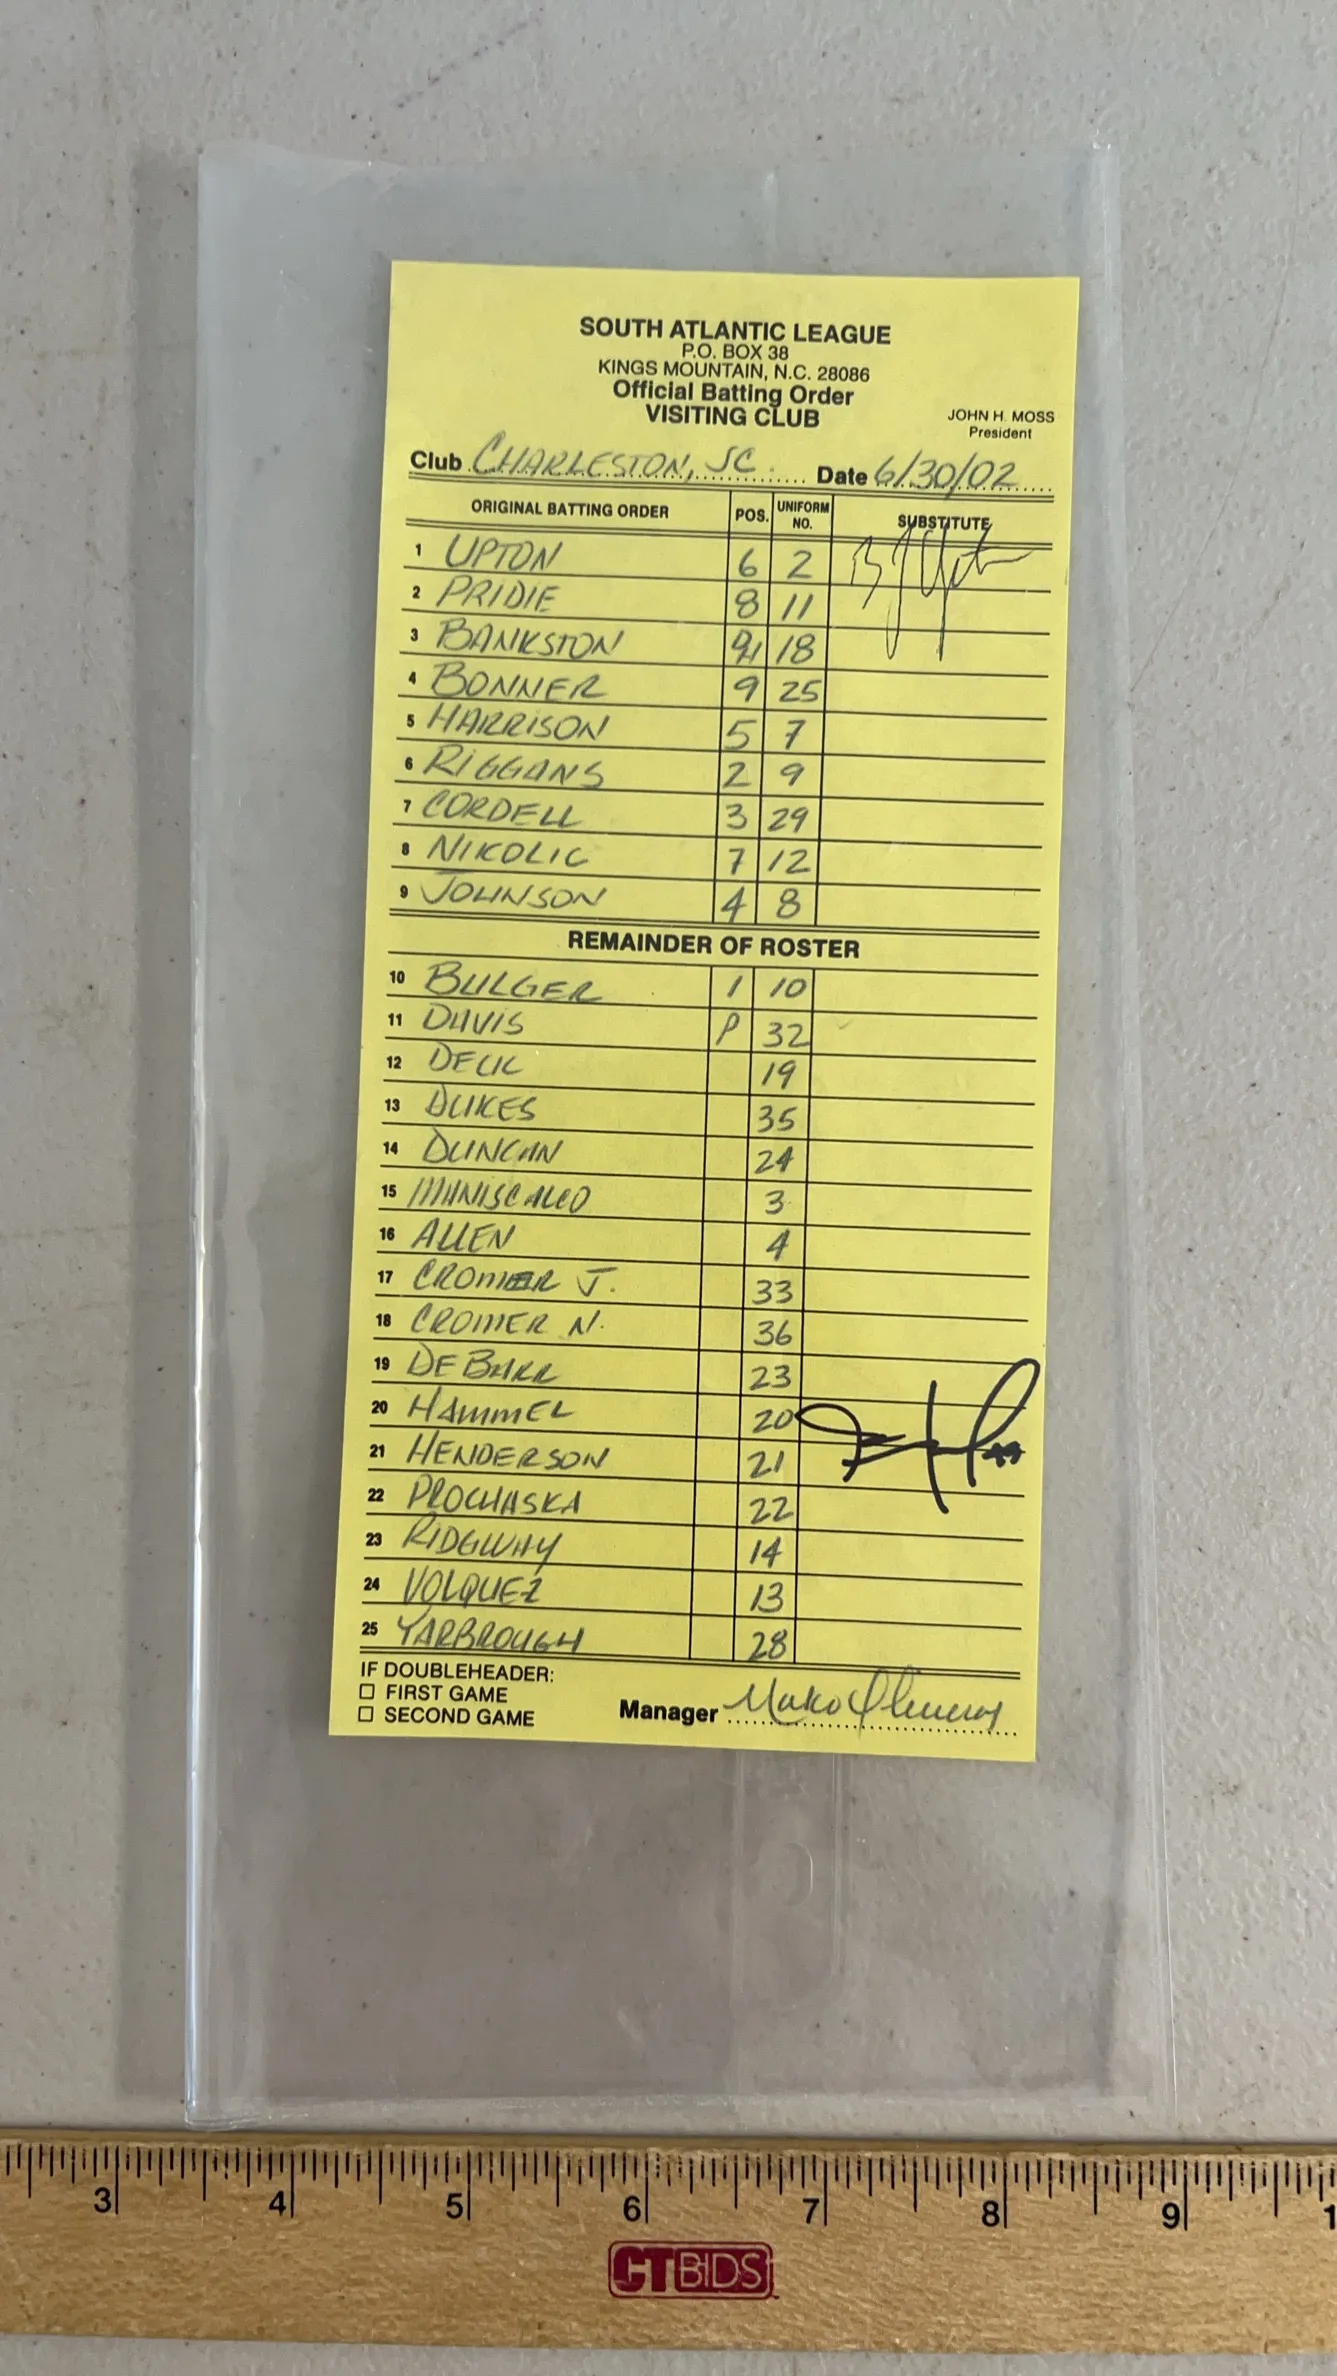 SOUTH ATLANTIC LEAGUE
P.O. BOX 38
KINGS MOUNTAIN, N.C. 28086
Official Batting Order
VISITING CLUB
JOHN H. MOSS
President
Club CHARLESTON, SC Date 6/30/02
ORIGINAL BATTING ORDER POS. UNIFORM NO. SUBSTITUTE
1 UPTON 6 2
2 PRIDIE 8 11
3 BANKSTON 18
4 BONNER 9 25
5 HARRISON 5 7
6 RIGGANS 2 9
7 CORDELL 3 29
8 NIKOLIC 7 12
9 JOHNSON 4 8
REMAINDER OF ROSTER
10 BULGER 1 10
11 DAVIS P 32
12 19
13 DUKES 35
14 DUNCAN 24
15 MANISCALCO 3
16 ALLEN 4
17 CROMER J. 33
18 CROMER N. 36
19 DEBARR 23
20 HAMMEL 20
21 HENDERSON 21
22 PROCHASKA 22
23 RIDGWAY 14
24 VOLQUEZ 13
25 YARBROUGH 28
IF DOUBLEHEADER:
FIRST GAME
SECOND GAME
Manager
3 4 5 6 7 8 9 1
CTBIDS